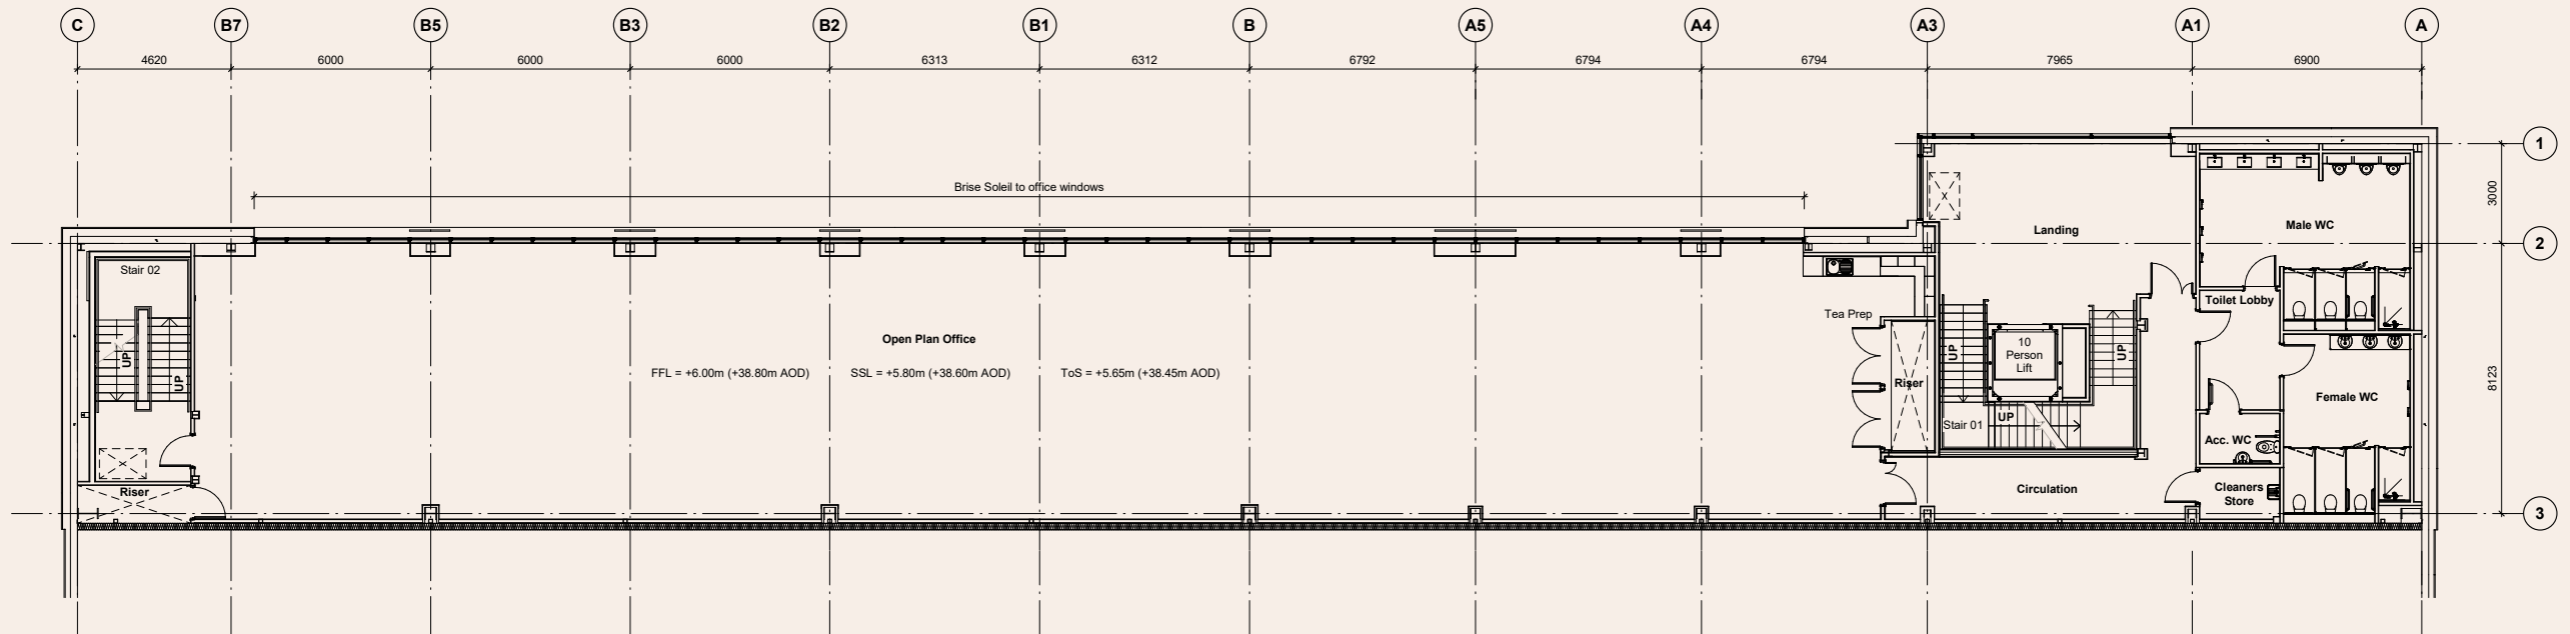 C B7 B5 B3 B2 B1 B A5 A4 A3 A1 A
4620 6000 6000 6000 6313 6312 6792 6794 6794 7965 6900
1
3000
Brise Soleil to office windows
Male WC
Landing
2
Stair 02
Toilet Lobby
Tea Prep
Open Plan Office
10
Person
Lift
UP
UP
UP
UP
FFL = +6.00m (+38.80m AOD) SSL = +5.80m (+38.60m AOD) ToS = +5.65m (+38.45m AOD)
Riser
8123
Female WC
UP
Stair 01
Acc. WC
Riser
Circulation
Cleaners
Store
3
X